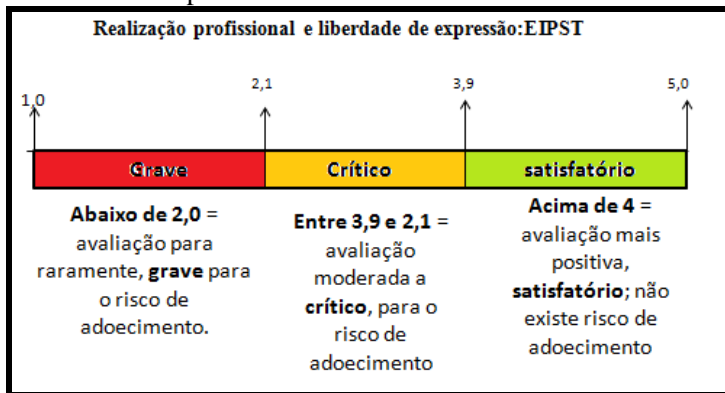 Realização profissional e liberdade de expressão:EIPST
1,0
2,1
3,9
5,0
Grave
Crítico
satisfatório
Abaixo de 2,0 =
avaliação para
raramente, grave para
o risco de
adoecimento.
Entre 3,9 e 2,1 =
avaliação
moderada a
crítico, para o
risco de
adoecimento
Acima de 4 =
avaliação mais
positiva,
satisfatório; não
existe risco de
adoecimento